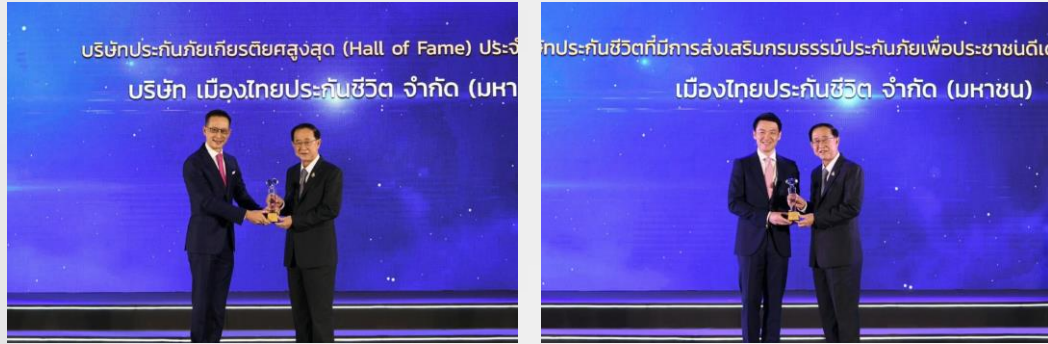 บริษัทประกันภัยเกียรติยศสูงสุด (Hall of Fame) ประจำ
บริษัท เมืองไทยประกันชีวิต จำกัด (มหา
ษัทประกันชีวิตที่มีการส่งเสริมกรมธรรม์ประกันภัยเพื่อประชาชนดีเด
เมืองไทยประกันชีวิต จำกัด (มหาชน)